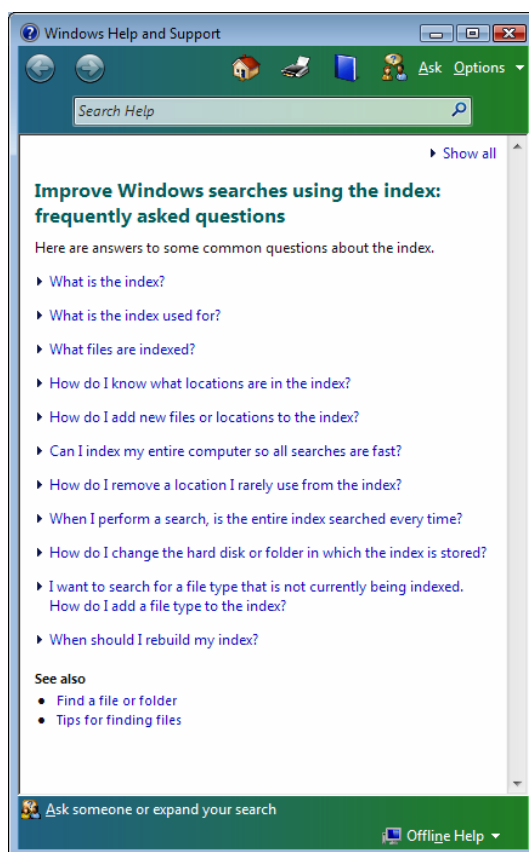 Windows Help and Support
Ask Options
Search Help
Show all
Improve Windows searches using the index:
frequently asked questions
Here are answers to some common questions about the index.
What is the index?
What is the index used for?
What files are indexed?
How do I know what locations are in the index?
How do I add new files or locations to the index?
Can I index my entire computer so all searches are fast?
How do I remove a location I rarely use from the index?
When I perform a search, is the entire index searched every time?
How do I change the hard disk or folder in which the index is stored?
I want to search for a file type that is not currently being indexed.
How do I add a file type to the index?
When should I rebuild my index?
See also
Find a file or folder
Tips for finding files
Ask someone or expand your search
Offline Help